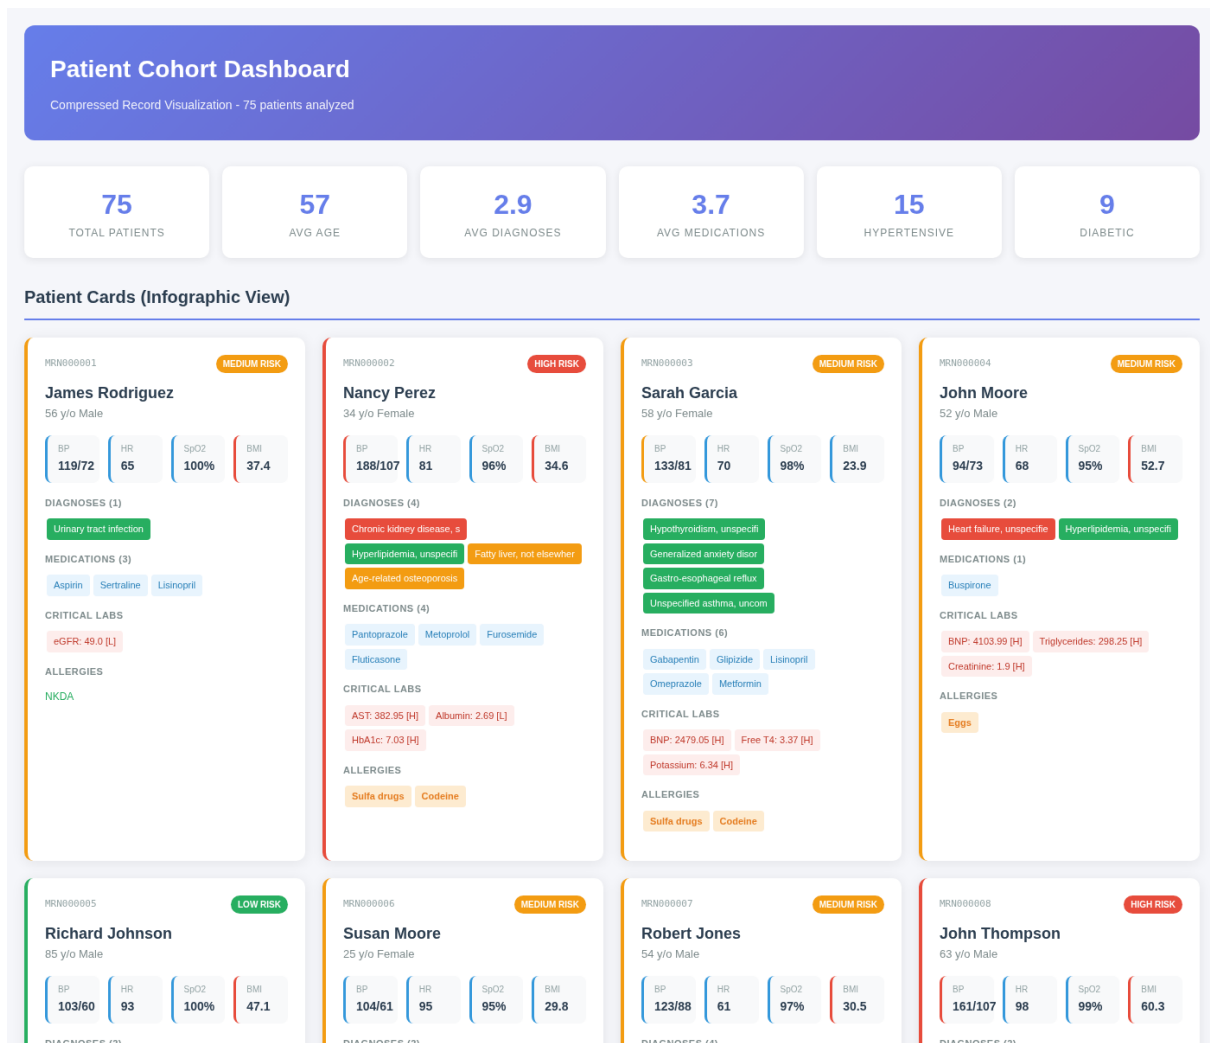 Patient Cohort Dashboard
Compressed Record Visualization - 75 patients analyzed
75
TOTAL PATIENTS
57
AVG AGE
2.9
AVG DIAGNOSES
3.7
AVG MEDICATIONS
15
HYPERTENSIVE
9
DIABETIC
Patient Cards (Infographic View)
MRN000001
MEDIUM RISK
James Rodriguez
56 y/o Male
BP HR SpO2 BMI
119/72 65 100% 37.4
DIAGNOSES (1)
Urinary tract infection
MEDICATIONS (3)
Aspirin Sertraline Lisinopril
CRITICAL LABS
eGFR: 49.0 [L]
ALLERGIES
NKDA
MRN000002
HIGH RISK
Nancy Perez
34 y/o Female
BP HR SpO2 BMI
188/107 81 96% 34.6
DIAGNOSES (4)
Chronic kidney disease, s
Hyperlipidemia, unspecifi Fatty liver, not elsewher
Age-related osteoporosis
MEDICATIONS (4)
Pantoprazole Metoprolol Furosemide
Fluticasone
CRITICAL LABS
AST: 382.95 [H] Albumin: 2.69 [L]
HbA1c: 7.03 [H]
ALLERGIES
Sulfa drugs Codeine
MRN000003
MEDIUM RISK
Sarah Garcia
58 y/o Female
BP HR SpO2 BMI
133/81 70 98% 23.9
DIAGNOSES (7)
Hypothyroidism, unspecifi
Generalized anxiety disor
Gastro-esophageal reflux
Unspecified asthma, uncom
MEDICATIONS (6)
Gabapentin Glipizide Lisinopril
Omeprazole Metformin
CRITICAL LABS
BNP: 2479.05 [H] Free T4: 3.37 [H]
Potassium: 6.34 [H]
ALLERGIES
Sulfa drugs Codeine
MRN000004
MEDIUM RISK
John Moore
52 y/o Male
BP HR SpO2 BMI
94/73 68 95% 52.7
DIAGNOSES (2)
Heart failure, unspecifie Hyperlipidemia, unspecifi
MEDICATIONS (1)
Buspirone
CRITICAL LABS
BNP: 4103.99 [H] Triglycerides: 298.25 [H]
Creatinine: 1.9 [H]
ALLERGIES
Eggs
MRN000005
LOW RISK
Richard Johnson
85 y/o Male
BP HR SpO2 BMI
103/60 93 100% 47.1
MRN000006
MEDIUM RISK
Susan Moore
25 y/o Female
BP HR SpO2 BMI
104/61 95 95% 29.8
MRN000007
MEDIUM RISK
Robert Jones
54 y/o Male
BP HR SpO2 BMI
123/88 61 97% 30.5
MRN000008
HIGH RISK
John Thompson
63 y/o Male
BP HR SpO2 BMI
161/107 98 99% 60.3